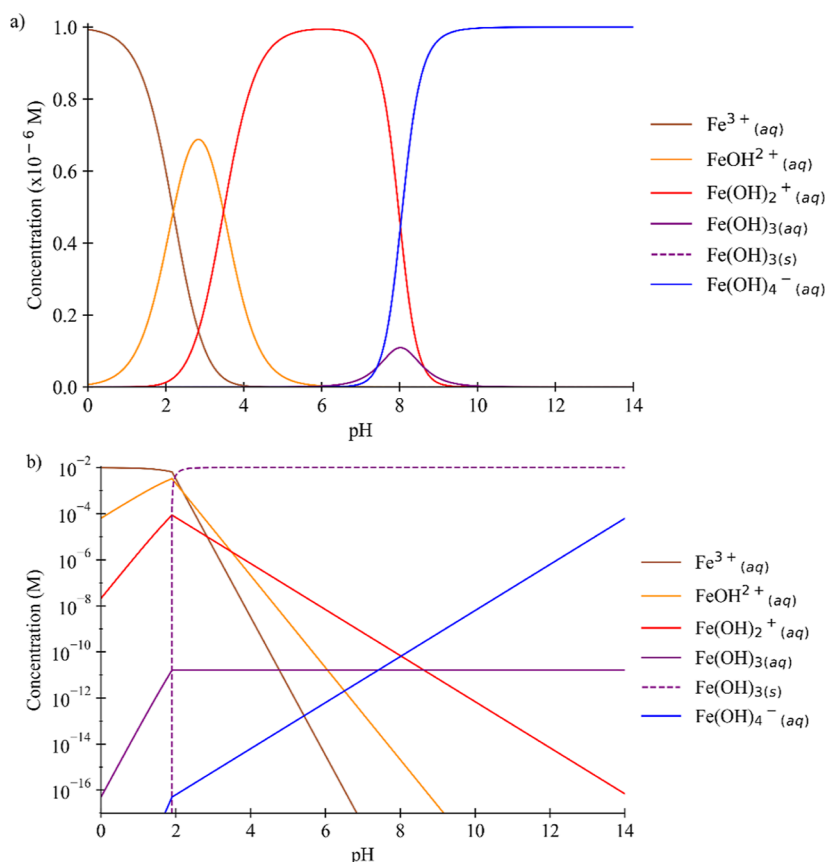 a)
1.0
0.8
0.6
0.4
0.2
0.0
Concentration (x10⁻⁶ M)
0 2 4 6 8 10 12 14
pH
Fe³⁺(aq)
FeOH²⁺(aq)
Fe(OH)₂⁺(aq)
Fe(OH)₃(aq)
Fe(OH)₃(s)
Fe(OH)₄⁻(aq)
b)
10⁻²
10⁻⁴
10⁻⁶
10⁻⁸
10⁻¹⁰
10⁻¹²
10⁻¹⁴
10⁻¹⁶
Concentration (M)
0 2 4 6 8 10 12 14
pH
Fe³⁺(aq)
FeOH²⁺(aq)
Fe(OH)₂⁺(aq)
Fe(OH)₃(aq)
Fe(OH)₃(s)
Fe(OH)₄⁻(aq)